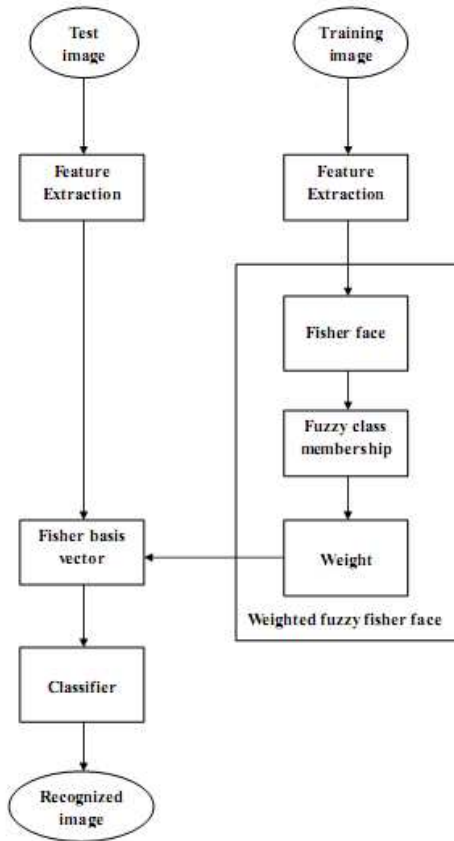 Test
image
Training
image
Feature
Extraction
Feature
Extraction
Fisher face
Fuzzy class
membership
Fisher basis
vector
Weight
Weighted fuzzy fisher face
Classifier
Recognized
image